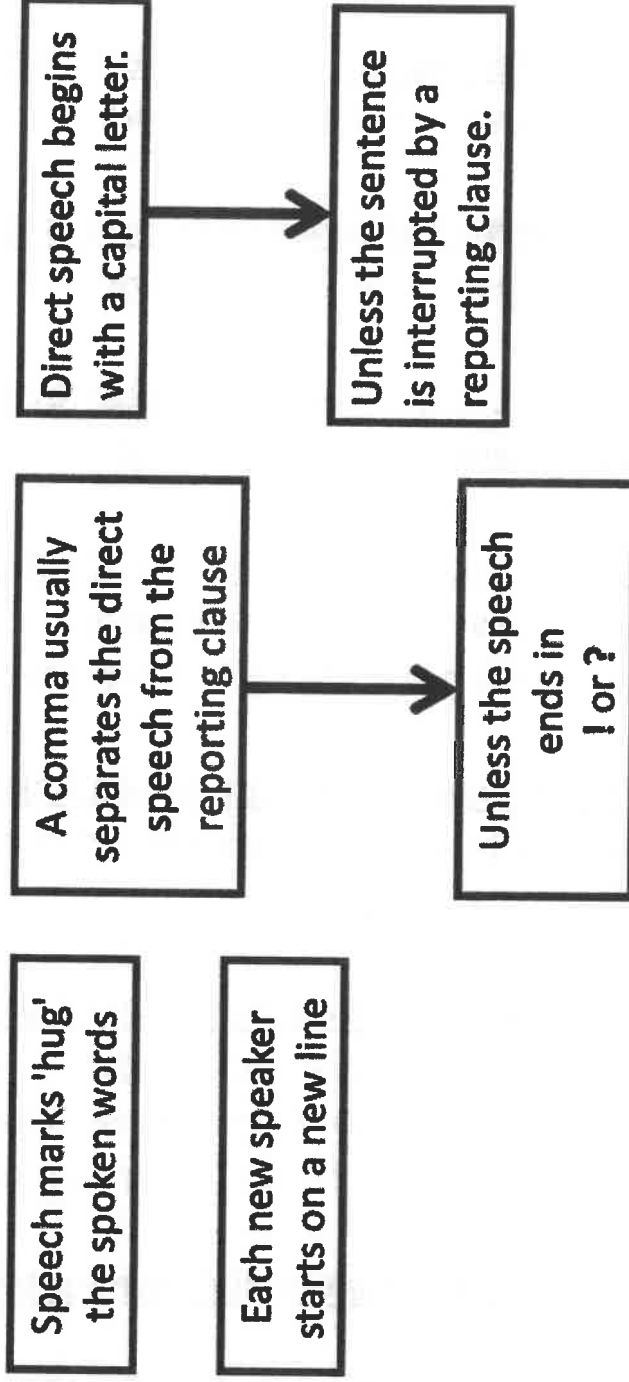 Speech marks 'hug'
the spoken words
Each new speaker
starts on a new line
A comma usually
separates the direct
speech from the
reporting clause
Unless the speech
ends in
! or ?
Direct speech begins
with a capital letter.
Unless the sentence
is interrupted by a
reporting clause.